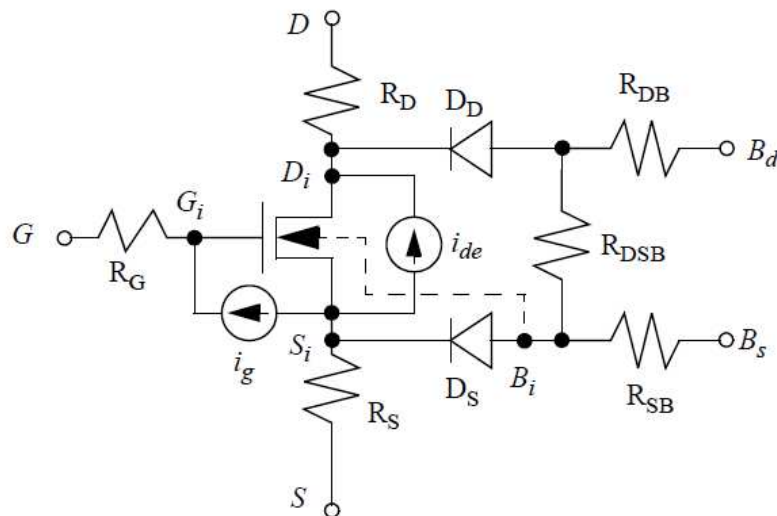 D
R_D
D_D
R_DB
B_d
D_i
G_i
G
R_G
i_de
R_DSB
i_g
S_i
D_S
B_i
B_s
R_S
R_SB
S